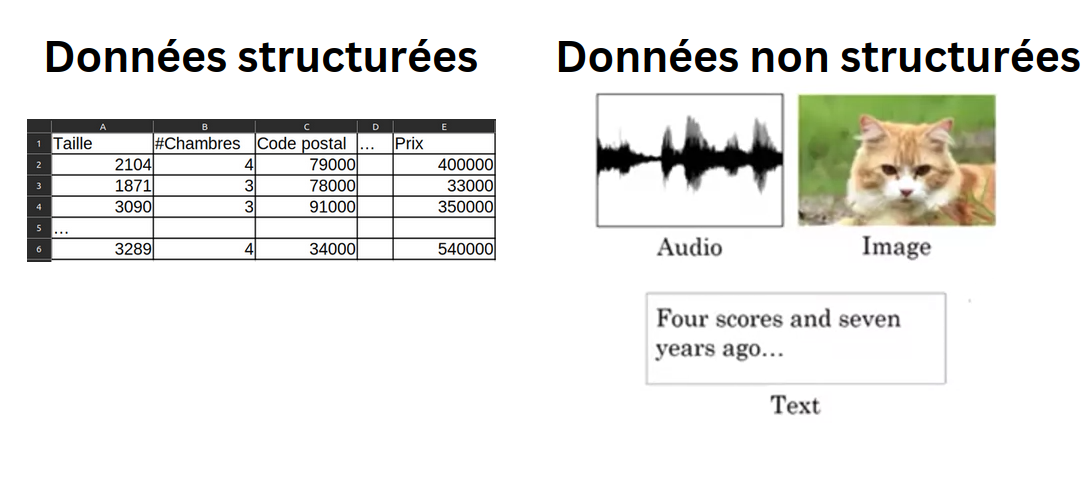 Données structurées
A B C D E
1 Taille #Chambres Code postal ... Prix
2 2104 4 79000 400000
3 1871 3 78000 33000
4 3090 3 91000 350000
5 ...
6 3289 4 34000 540000
Données non structurées
Audio
Image
Four scores and seven
years ago...
Text